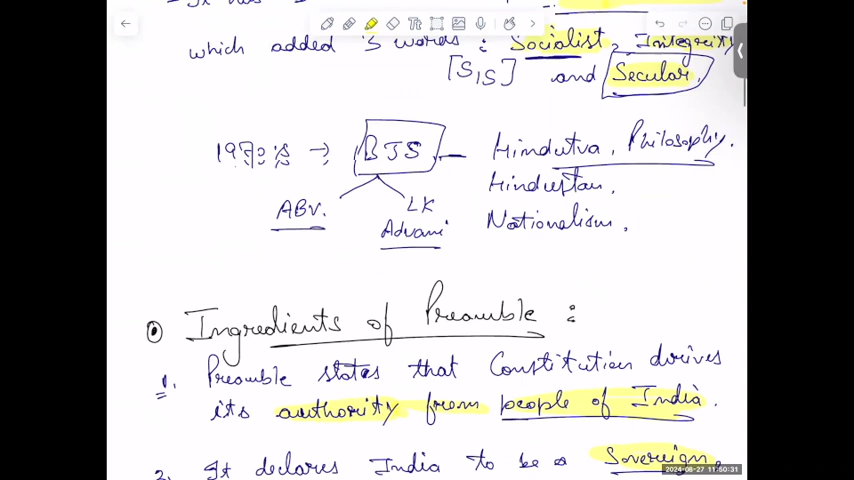 which added 3 words : Socialist, Integrity
[SIS] and Secular.
1970's → BJS — Hindutva, Philosophy.
Hindustan,
ABV. LK Advani Nationalism.
Ingredients of Preamble :
1. Preamble states that Constitution derives
its authority from people of India.
2. It declares India to be a Sovereign,
2024-08-27 11:50:31